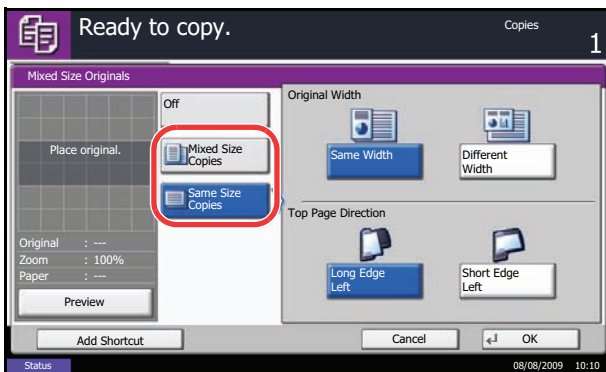 Ready to copy.
Copies
1
Mixed Size Originals
Place original.
Original : ---
Zoom : 100%
Paper : ---
Preview
Off
Mixed Size
Copies
Same Size
Copies
Original Width
Same Width
Different
Width
Top Page Direction
Long Edge
Left
Short Edge
Left
Add Shortcut
Cancel
OK
Status
08/08/2009 10:10